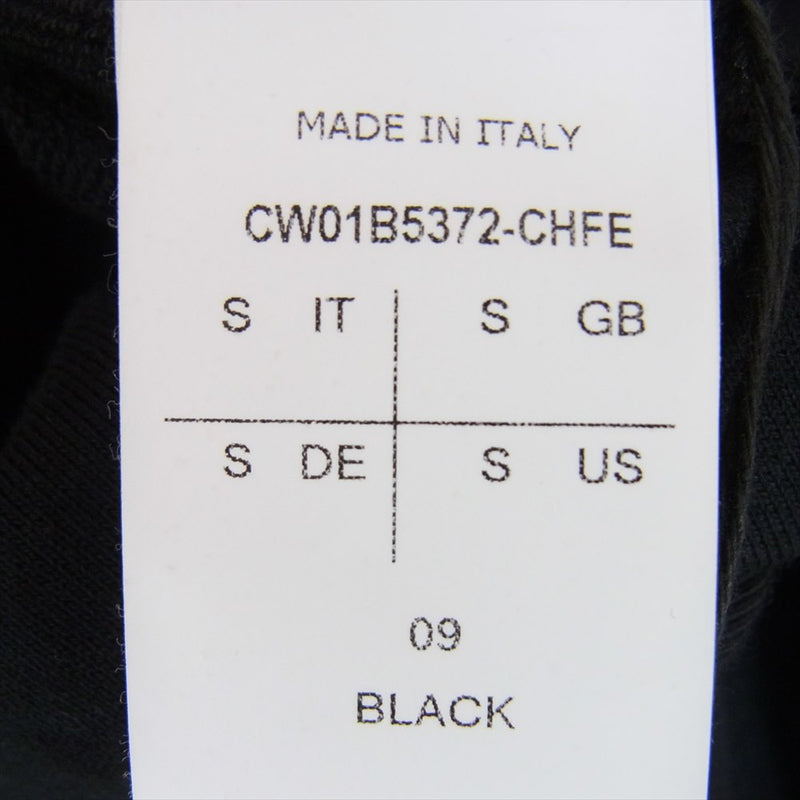 MADE IN ITALY
CW01B5372-CHFE
S IT S GB
S DE S US
09
BLACK